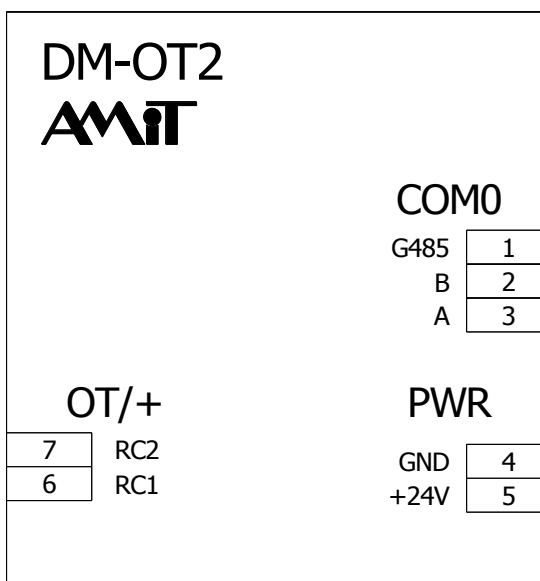 DM-OT2
AMiT
COM0
G485 1
B 2
A 3
OT/+
7 RC2
6 RC1
PWR
GND 4
+24V 5